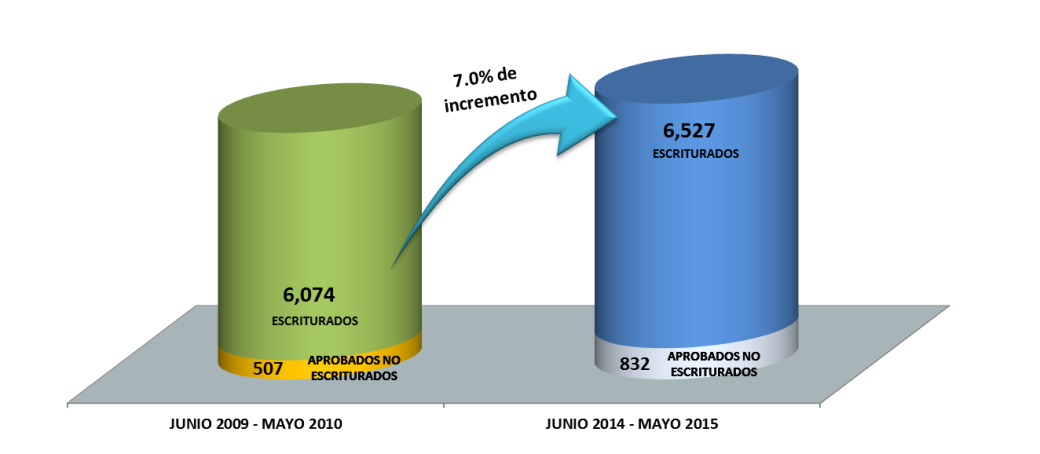 7.0% de
incremento
6,527
ESCRITURADOS
6,074
ESCRITURADOS
507
APROBADOS NO
ESCRITURADOS
832
APROBADOS NO
ESCRITURADOS
JUNIO 2009 - MAYO 2010
JUNIO 2014 - MAYO 2015